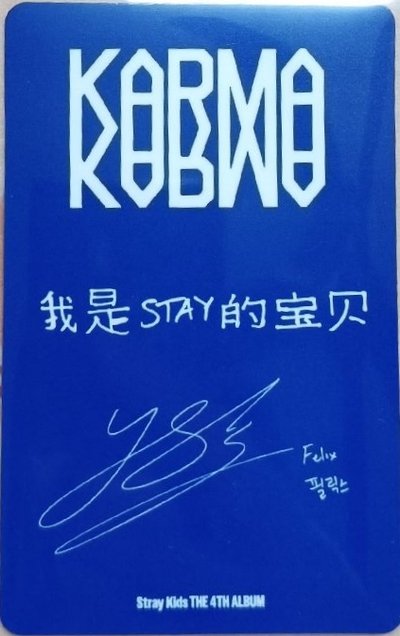 KARMA
我是STAY的宝贝
Felix
필릭스
Stray Kids THE 4TH ALBUM